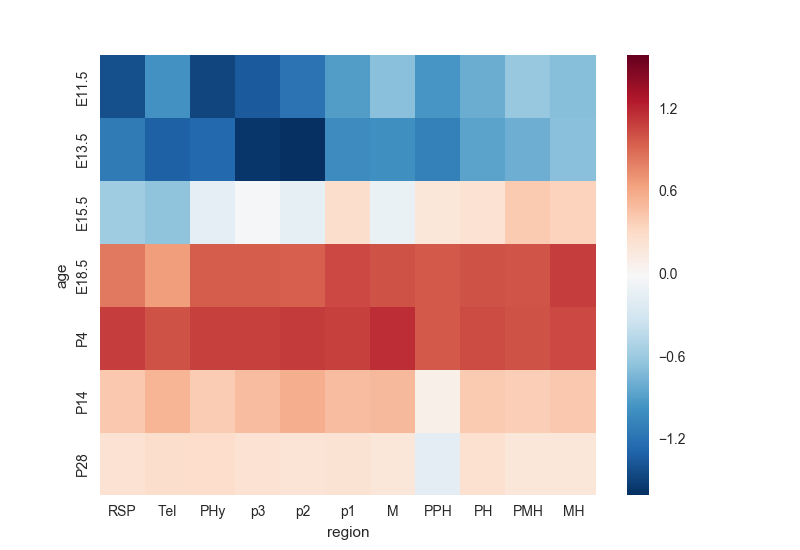 age
E11.5
E13.5
E15.5
E18.5
P4
P14
P28
RSP Tel PHy p3 p2 p1 M PPH PH PMH MH
region
1.2
0.6
0.0
−0.6
−1.2